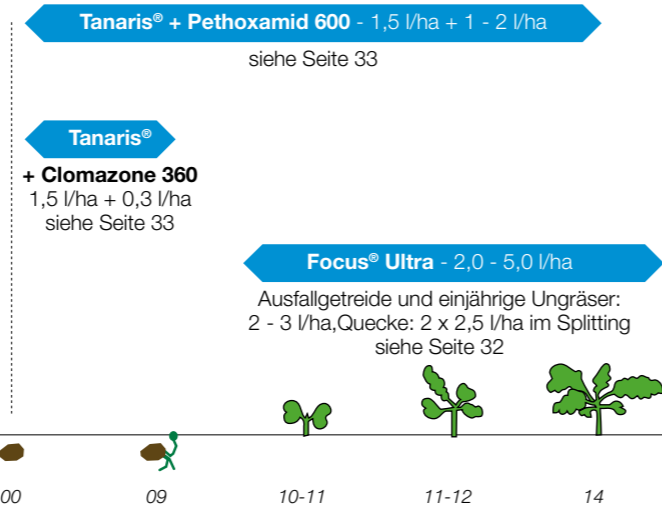 Tanaris® + Pethoxamid 600 - 1,5 l/ha + 1 - 2 l/ha
siehe Seite 33
Tanaris®
+ Clomazone 360
1,5 l/ha + 0,3 l/ha
siehe Seite 33
Focus® Ultra - 2,0 - 5,0 l/ha
Ausfallgetreide und einjährige Ungräser:
2 - 3 l/ha,Quecke: 2 x 2,5 l/ha im Splitting
siehe Seite 32
00 09 10-11 11-12 14